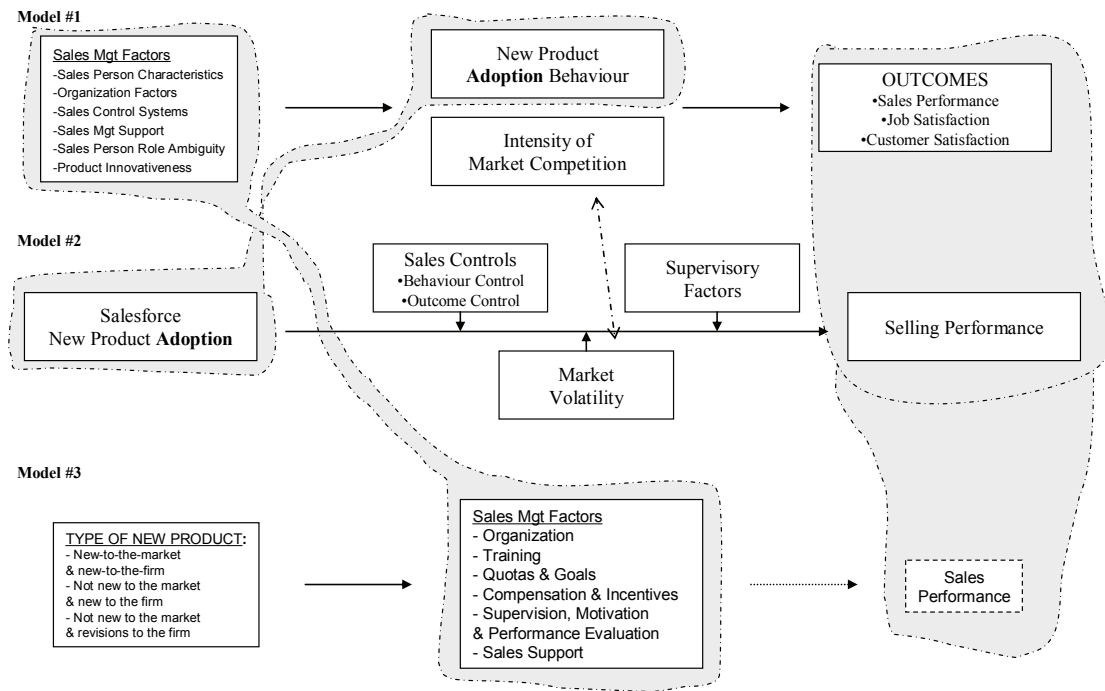 Model #1
Sales Mgt Factors
-Sales Person Characteristics
-Organization Factors
-Sales Control Systems
-Sales Mgt Support
-Sales Person Role Ambiguity
-Product Innovativeness
New Product
Adoption Behaviour
Intensity of
Market Competition
OUTCOMES
•Sales Performance
•Job Satisfaction
•Customer Satisfaction
Model #2
Salesforce
New Product Adoption
Sales Controls
•Behaviour Control
•Outcome Control
Supervisory
Factors
Market
Volatility
Selling Performance
Model #3
TYPE OF NEW PRODUCT:
- New-to-the-market
& new-to-the-firm
- Not new to the market
& new to the firm
- Not new to the market
& revisions to the firm
Sales Mgt Factors
- Organization
- Training
- Quotas & Goals
- Compensation & Incentives
- Supervision, Motivation
& Performance Evaluation
- Sales Support
Sales
Performance